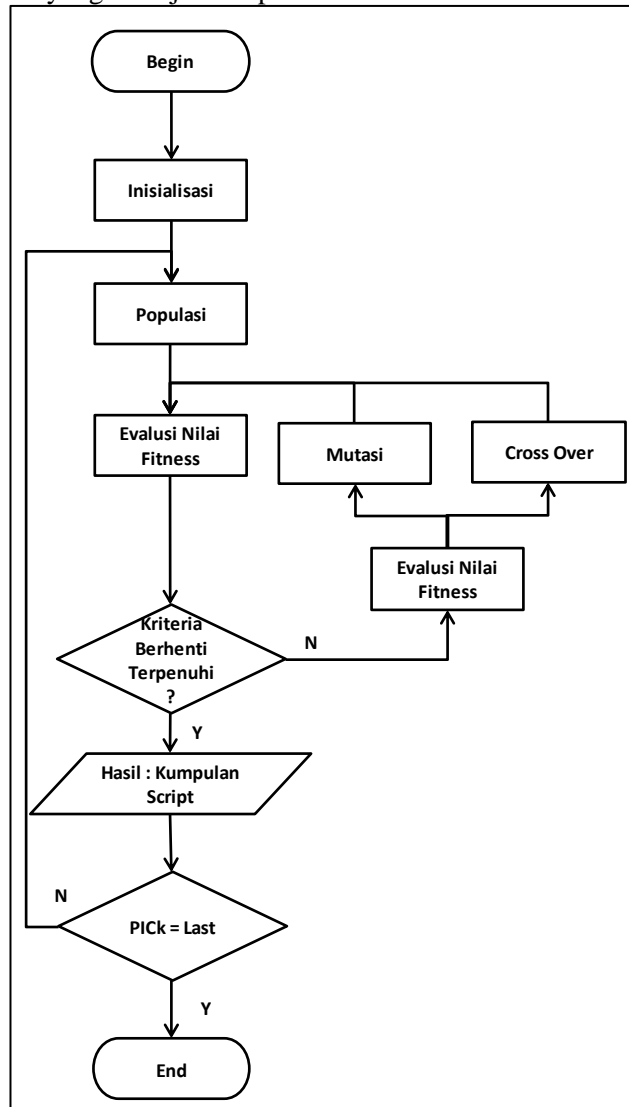 Begin
Inisialisasi
Populasi
Evalusi Nilai
Fitness
Mutasi
Cross Over
Evalusi Nilai
Fitness
Kriteria
Berhenti
Terpenuhi
?
N
Y
Hasil : Kumpulan
Script
N
PICk = Last
Y
End